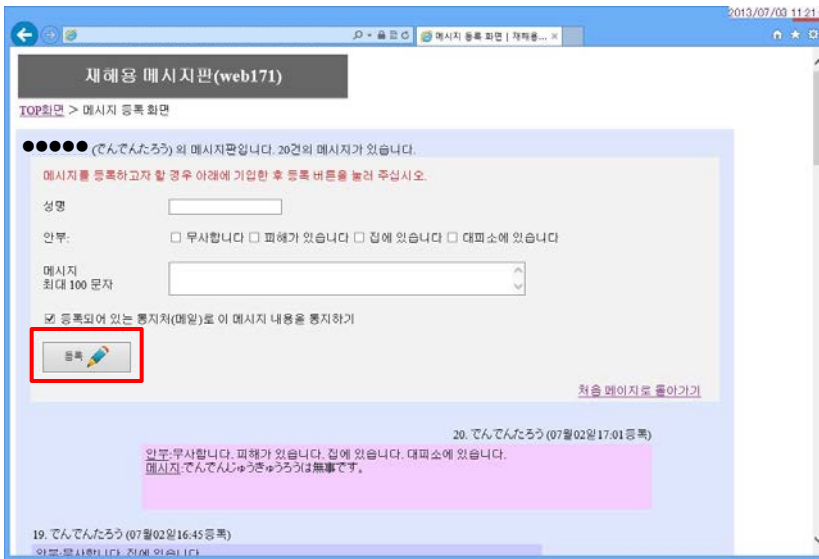 2013/07/03 11:21
메시지 등록 화면 | 재해용...
재해용 메시지판(web171)
TOP화면 > 메시지 등록 화면
●●●●● (でんでんたろう) 의 메시지판입니다. 20건의 메시지가 있습니다.
메시지를 등록하고자 할 경우 아래에 기입한 후 등록 버튼을 눌러 주십시오.
성명
안부:
무사합니다 피해가 있습니다 집에 있습니다 대피소에 있습니다
메시지
최대 100 문자
등록되어 있는 통지처(메일)로 이 메시지 내용을 통지하기
등록
처음 페이지로 돌아가기
20. でんでんたろう (07월02일17:01등록)
안부:무사합니다. 피해가 있습니다. 집에 있습니다. 대피소에 있습니다.
메시지:でんでんじゅうきゅうろうは無事です。
19. でんでんたろう (07월02일16:45등록)
안부:무사합니다. 집에 있습니다.